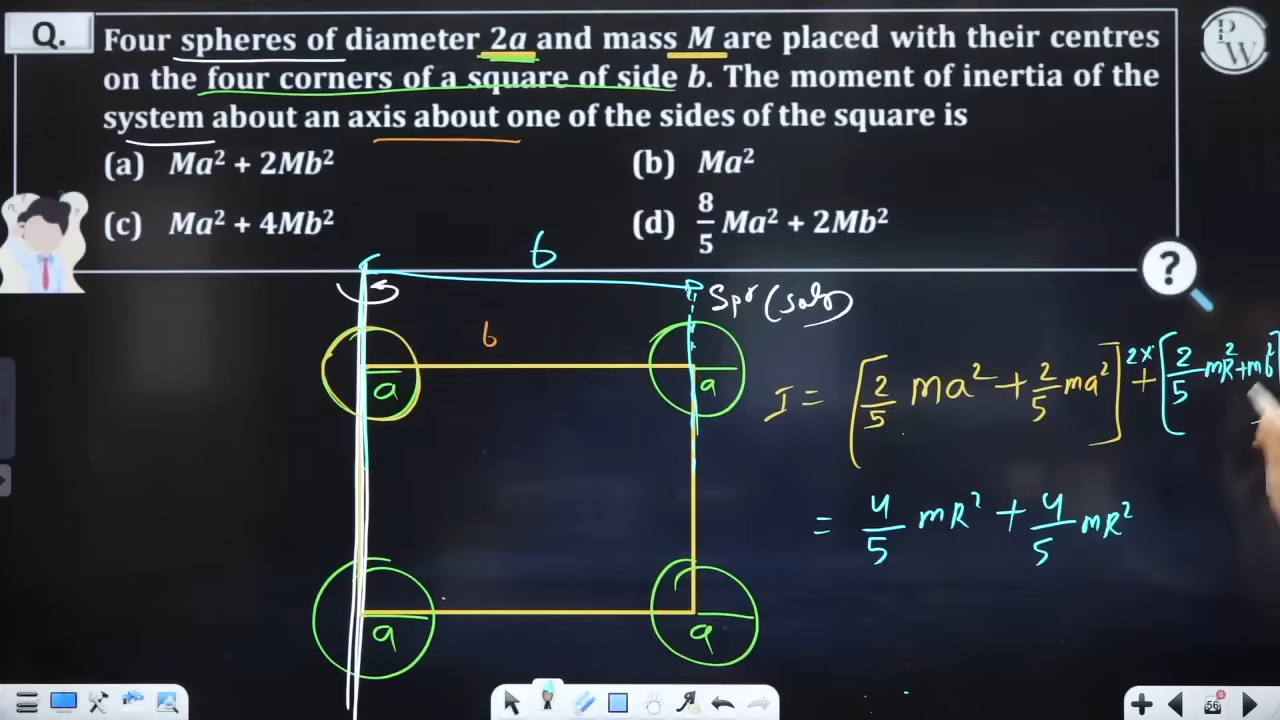 Q.
Four spheres of diameter 2a and mass M are placed with their centres
on the four corners of a square of side b. The moment of inertia of the
system about an axis about one of the sides of the square is
(a) Ma² + 2Mb²
(b) Ma²
(c) Ma² + 4Mb²
(d) 8/5 Ma² + 2Mb²
PW
?
b
b
a
a
a
a
I = [2/5 ma² + 2/5 ma²] + 2x [2/5 mR² + mb²
= 4/5 mR² + 4/5 mR²
56